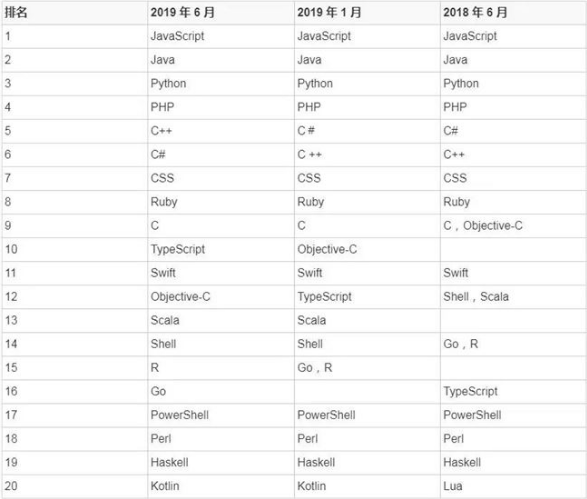 排名 2019 年 6 月 2019 年 1 月 2018 年 6 月
1 JavaScript JavaScript JavaScript
2 Java Java Java
3 Python Python Python
4 PHP PHP PHP
5 C++ C # C#
6 C# C ++ C++
7 CSS CSS CSS
8 Ruby Ruby Ruby
9 C C C，Objective-C
10 TypeScript Objective-C
11 Swift Swift Swift
12 Objective-C TypeScript Shell，Scala
13 Scala Scala
14 Shell Shell Go，R
15 R Go，R
16 Go TypeScript
17 PowerShell PowerShell PowerShell
18 Perl Perl Perl
19 Haskell Haskell Haskell
20 Kotlin Kotlin Lua